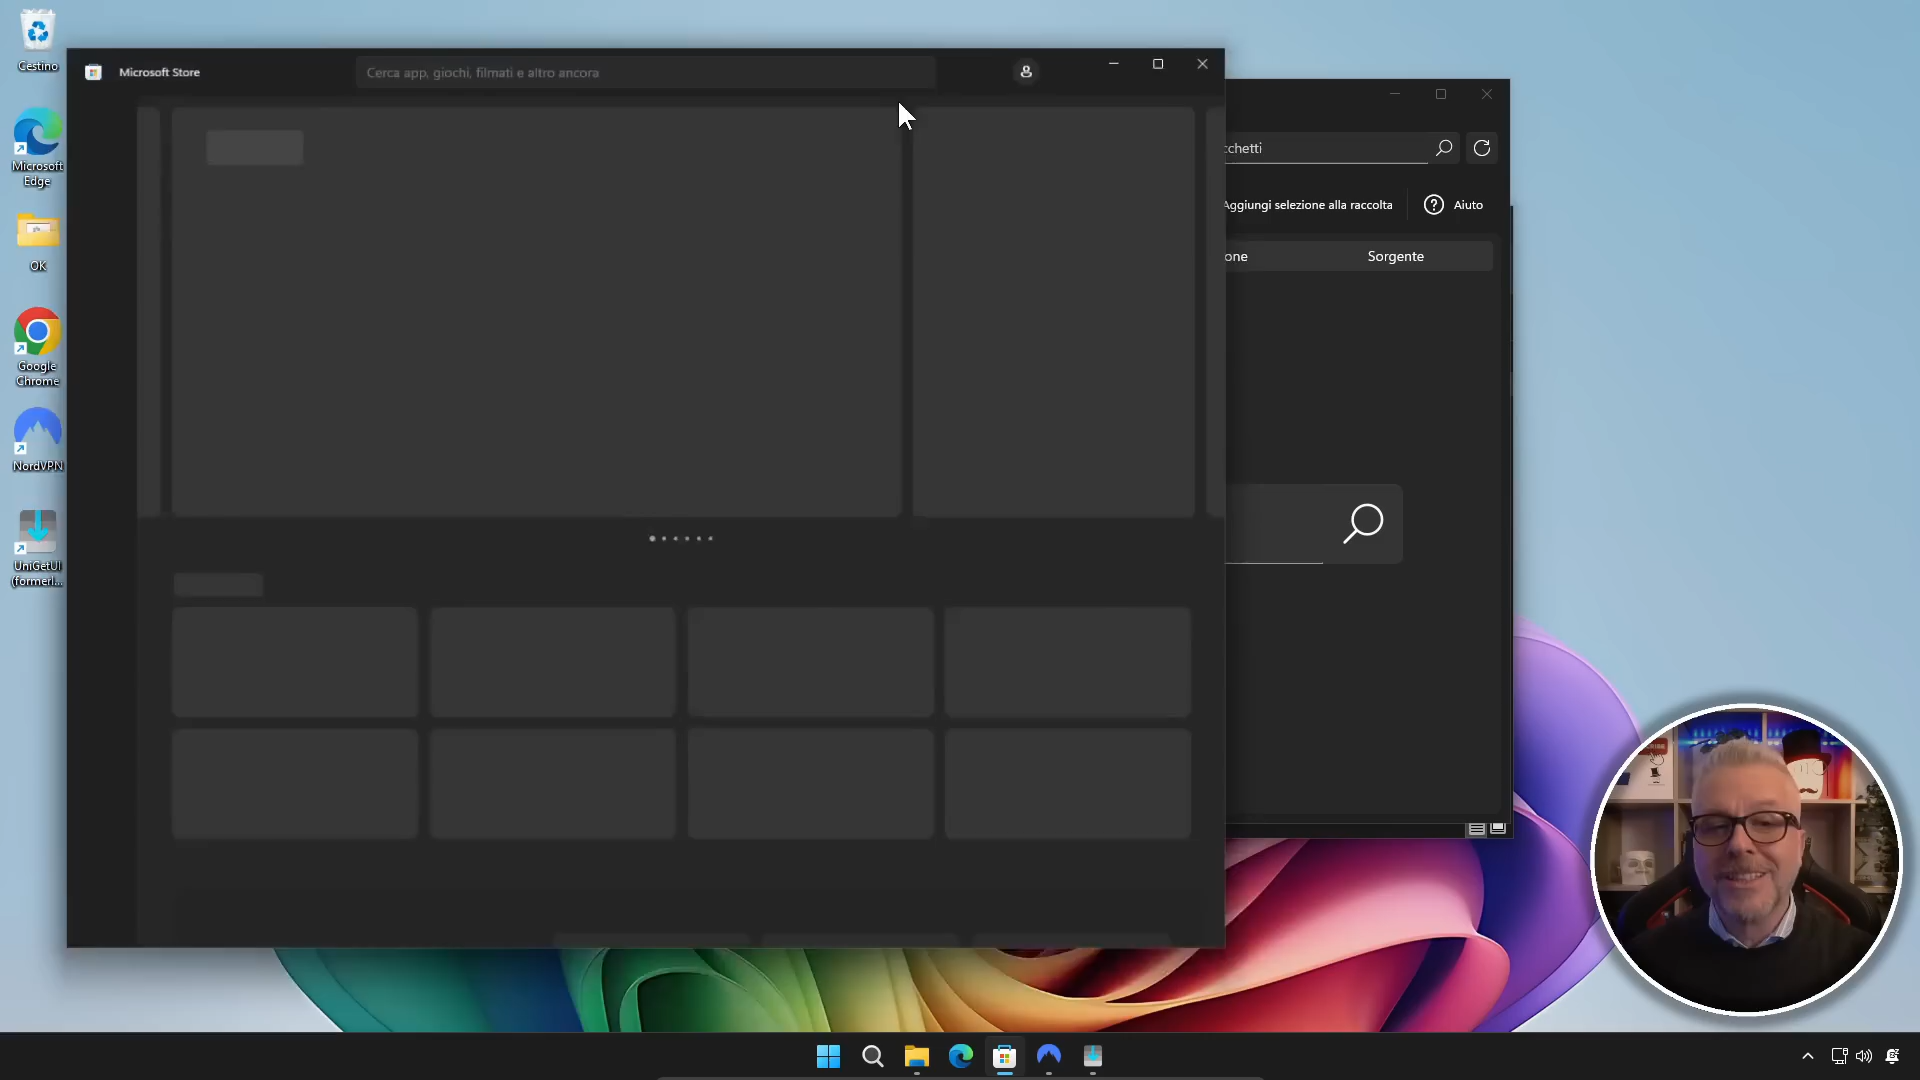 Cestino
Microsoft Store
Cerca app, giochi, filmati e altro ancora
Microsoft
Edge
OK
Google
Chrome
NordVPN
UniGetUI
(formerl...
cchetti
Aggiungi selezione alla raccolta
Aiuto
one
Sorgente